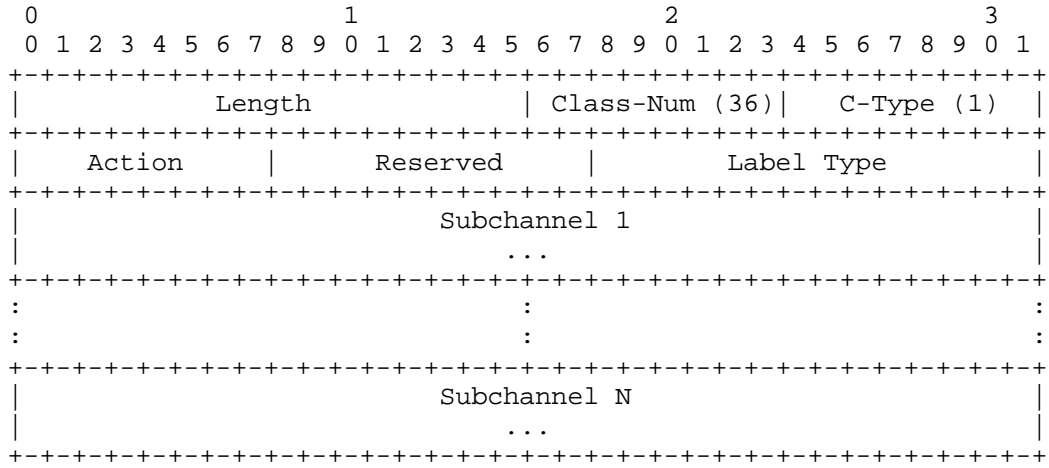 0                   1                   2                   3
 0 1 2 3 4 5 6 7 8 9 0 1 2 3 4 5 6 7 8 9 0 1 2 3 4 5 6 7 8 9 0 1
+-+-+-+-+-+-+-+-+-+-+-+-+-+-+-+-+-+-+-+-+-+-+-+-+-+-+-+-+-+-+-+-+
|            Length             | Class-Num (36)|   C-Type (1)  |
+-+-+-+-+-+-+-+-+-+-+-+-+-+-+-+-+-+-+-+-+-+-+-+-+-+-+-+-+-+-+-+-+
|    Action     |      Reserved     |        Label Type         |
+-+-+-+-+-+-+-+-+-+-+-+-+-+-+-+-+-+-+-+-+-+-+-+-+-+-+-+-+-+-+-+-+
|                          Subchannel 1                         |
|                              ...                              |
+-+-+-+-+-+-+-+-+-+-+-+-+-+-+-+-+-+-+-+-+-+-+-+-+-+-+-+-+-+-+-+-+
:                               :                               :
:                               :                               :
+-+-+-+-+-+-+-+-+-+-+-+-+-+-+-+-+-+-+-+-+-+-+-+-+-+-+-+-+-+-+-+-+
|                          Subchannel N                         |
|                              ...                              |
+-+-+-+-+-+-+-+-+-+-+-+-+-+-+-+-+-+-+-+-+-+-+-+-+-+-+-+-+-+-+-+-+